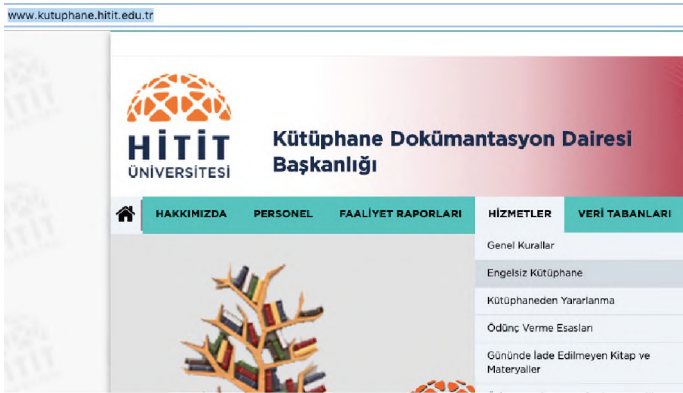 www.kutuphane.hitit.edu.tr
HİTİT
ÜNİVERSİTESİ
Kütüphane Dokümantasyon Dairesi
Başkanlığı
HAKKIMIZDA PERSONEL FAALİYET RAPORLARI HİZMETLER VERİ TABANLARI
Genel Kurallar
Engelsiz Kütüphane
Kütüphaneden Yararlanma
Ödünç Verme Esasları
Gününde İade Edilmeyen Kitap ve
Materyaller